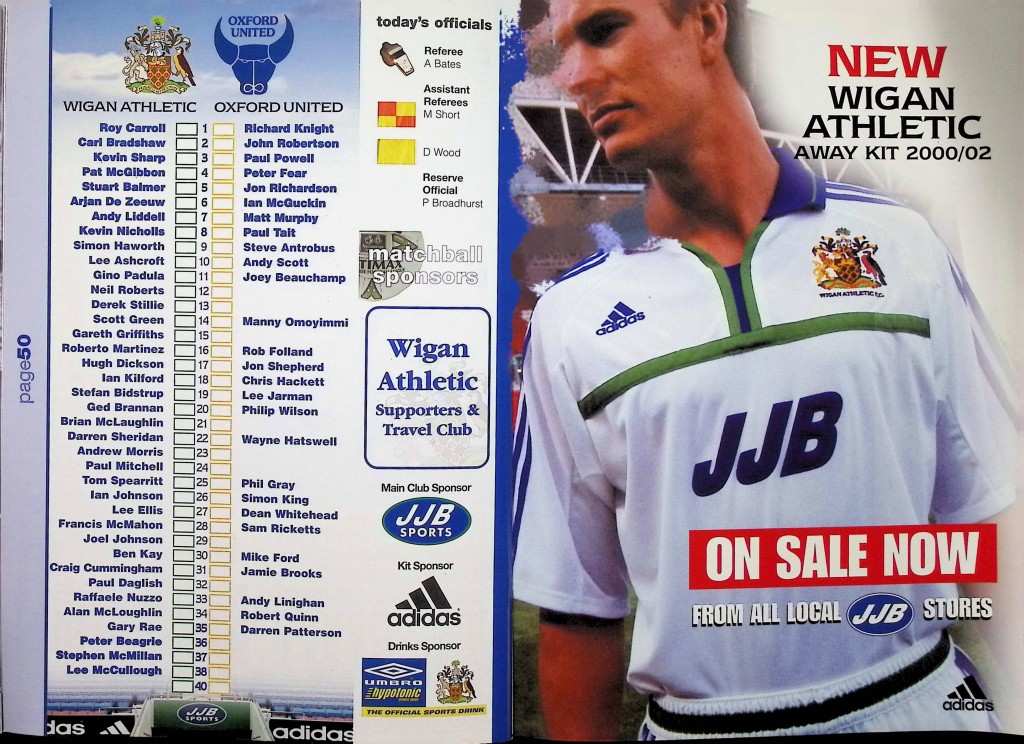 page50
OXFORD
UNITED
WIGAN ATHLETIC OXFORD UNITED
Roy Carroll 1 Richard Knight
Carl Bradshaw 2 John Robertson
Kevin Sharp 3 Paul Powell
Pat McGibbon 4 Peter Fear
Stuart Balmer 5 Jon Richardson
Arjan De Zeeuw 6 Ian McGuckin
Andy Liddell 7 Matt Murphy
Kevin Nicholls 8 Paul Tait
Simon Haworth 9 Steve Antrobus
Lee Ashcroft 10 Andy Scott
Gino Padula 11 Joey Beauchamp
Neil Roberts 12
Derek Stillie 13
Scott Green 14 Manny Omoyimmi
Gareth Griffiths 15
Roberto Martinez 16 Rob Folland
Hugh Dickson 17 Jon Shepherd
Ian Kilford 18 Chris Hackett
Stefan Bidstrup 19 Lee Jarman
Ged Brannan 20 Philip Wilson
Brian McLaughlin 21
Darren Sheridan 22 Wayne Hatswell
Andrew Morris 23
Paul Mitchell 24
Tom Spearritt 25 Phil Gray
Ian Johnson 26 Simon King
Lee Ellis 27 Dean Whitehead
Francis McMahon 28 Sam Ricketts
Joel Johnson 29
Ben Kay 30 Mike Ford
Craig Cummingham 31 Jamie Brooks
Paul Daglish 32
Raffaele Nuzzo 33 Andy Linighan
Alan McLoughlin 34 Robert Quinn
Gary Rae 35 Darren Patterson
Peter Beagrie 36
Stephen McMillan 37
Lee McCullough 38
40
das
JJB
SPORTS
adidas
today's officials
Referee
A Bates
Assistant
Referees
M Short
D Wood
Reserve
Official
P Broadhurst
matchball
sponsors
Wigan
Athletic
Supporters &
Travel Club
Main Club Sponsor
JJB
SPORTS
Kit Sponsor
adidas
Drinks Sponsor
UMBRO
hypotonic
THE OFFICIAL SPORTS DRINK
NEW
WIGAN
ATHLETIC
AWAY KIT 2000/02
adidas
WIGAN ATHLETIC F.C.
JJB
ON SALE NOW
FROM ALL LOCAL JJB STORES
adidas